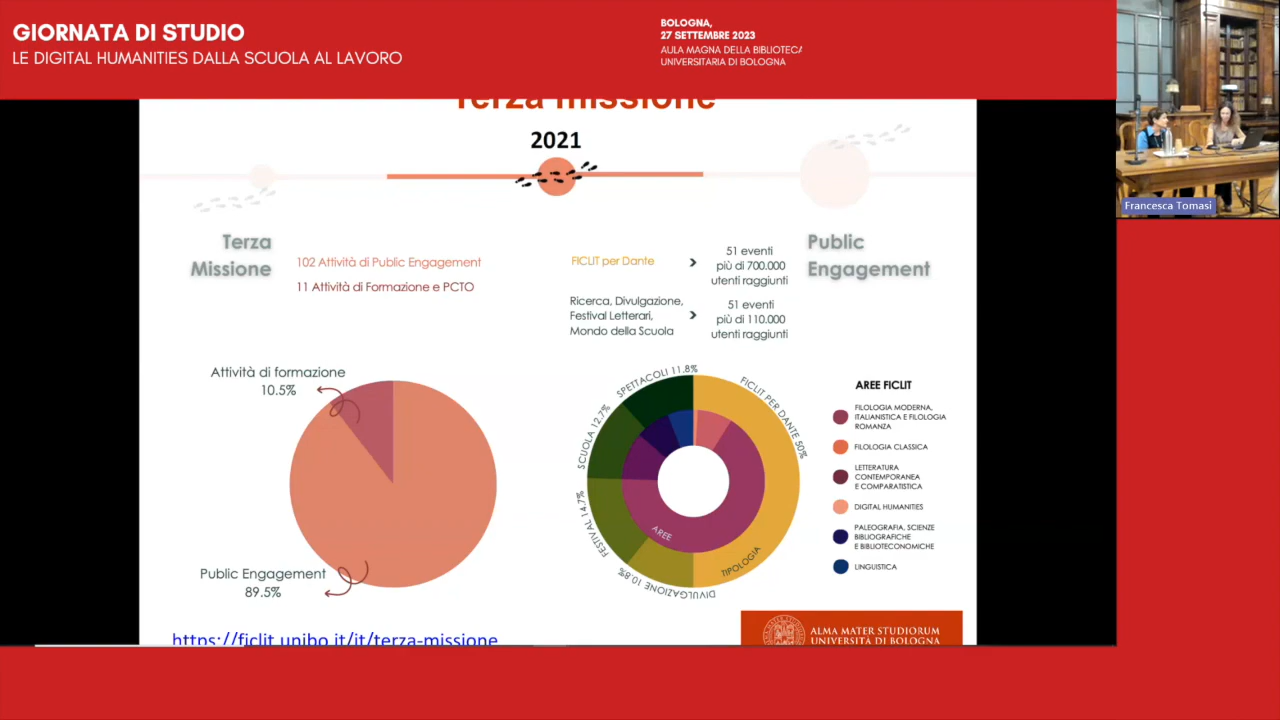 GIORNATA DI STUDIO
LE DIGITAL HUMANITIES DALLA SCUOLA AL LAVORO
BOLOGNA,
27 SETTEMBRE 2023
AULA MAGNA DELLA BIBLIOTECA
UNIVERSITARIA DI BOLOGNA
Francesca Tomasi
Terza missione
2021
Terza
Missione
102 Attività di Public Engagement
11 Attività di Formazione e PCTO
FICLIT per Dante
51 eventi
più di 700.000
utenti raggiunti
Ricerca, Divulgazione,
Festival Letterari,
Mondo della Scuola
51 eventi
più di 110.000
utenti raggiunti
Public
Engagement
Attività di formazione
10.5%
Public Engagement
89.5%
SPETTACOLI 11,8%
FICLIT PER DANTE 50%
SCUOLA 12,7%
FESTIVAL 14,7%
DIVULGAZIONE 10,8%
AREE
TIPOLOGIA
AREE FICLIT
FILOLOGIA MODERNA,
ITALIANISTICA E FILOLOGIA
ROMANZA
FILOLOGIA CLASSICA
LETTERATURA
CONTEMPORANEA
E COMPARATISTICA
DIGITAL HUMANITIES
PALEOGRAFIA, SCIENZE
BIBLIOGRAFICHE
E BIBLIOTECONOMICHE
LINGUISTICA
https://ficlit.unibo.it/it/terza-missione
ALMA MATER STUDIORUM
UNIVERSITÀ DI BOLOGNA